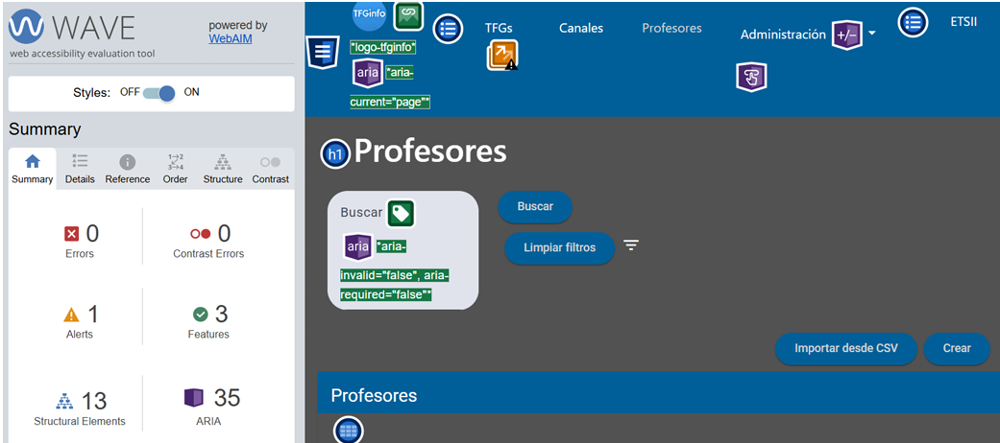 WAVE
powered by
WebAIM
web accessibility evaluation tool
Styles: OFF ON
Summary
Summary Details Reference Order Structure Contrast
0
Errors
0
Contrast Errors
1
Alerts
3
Features
13
Structural Elements
35
ARIA
TFGinfo
*logo-tfginfo*
aria *aria-
current="page"*
TFGs
Canales
Profesores
Administración
+/-
ETSII
h1 Profesores
Buscar
aria *aria-
invalid="false", aria-
required="false"*
Buscar
Limpiar filtros
Importar desde CSV
Crear
Profesores